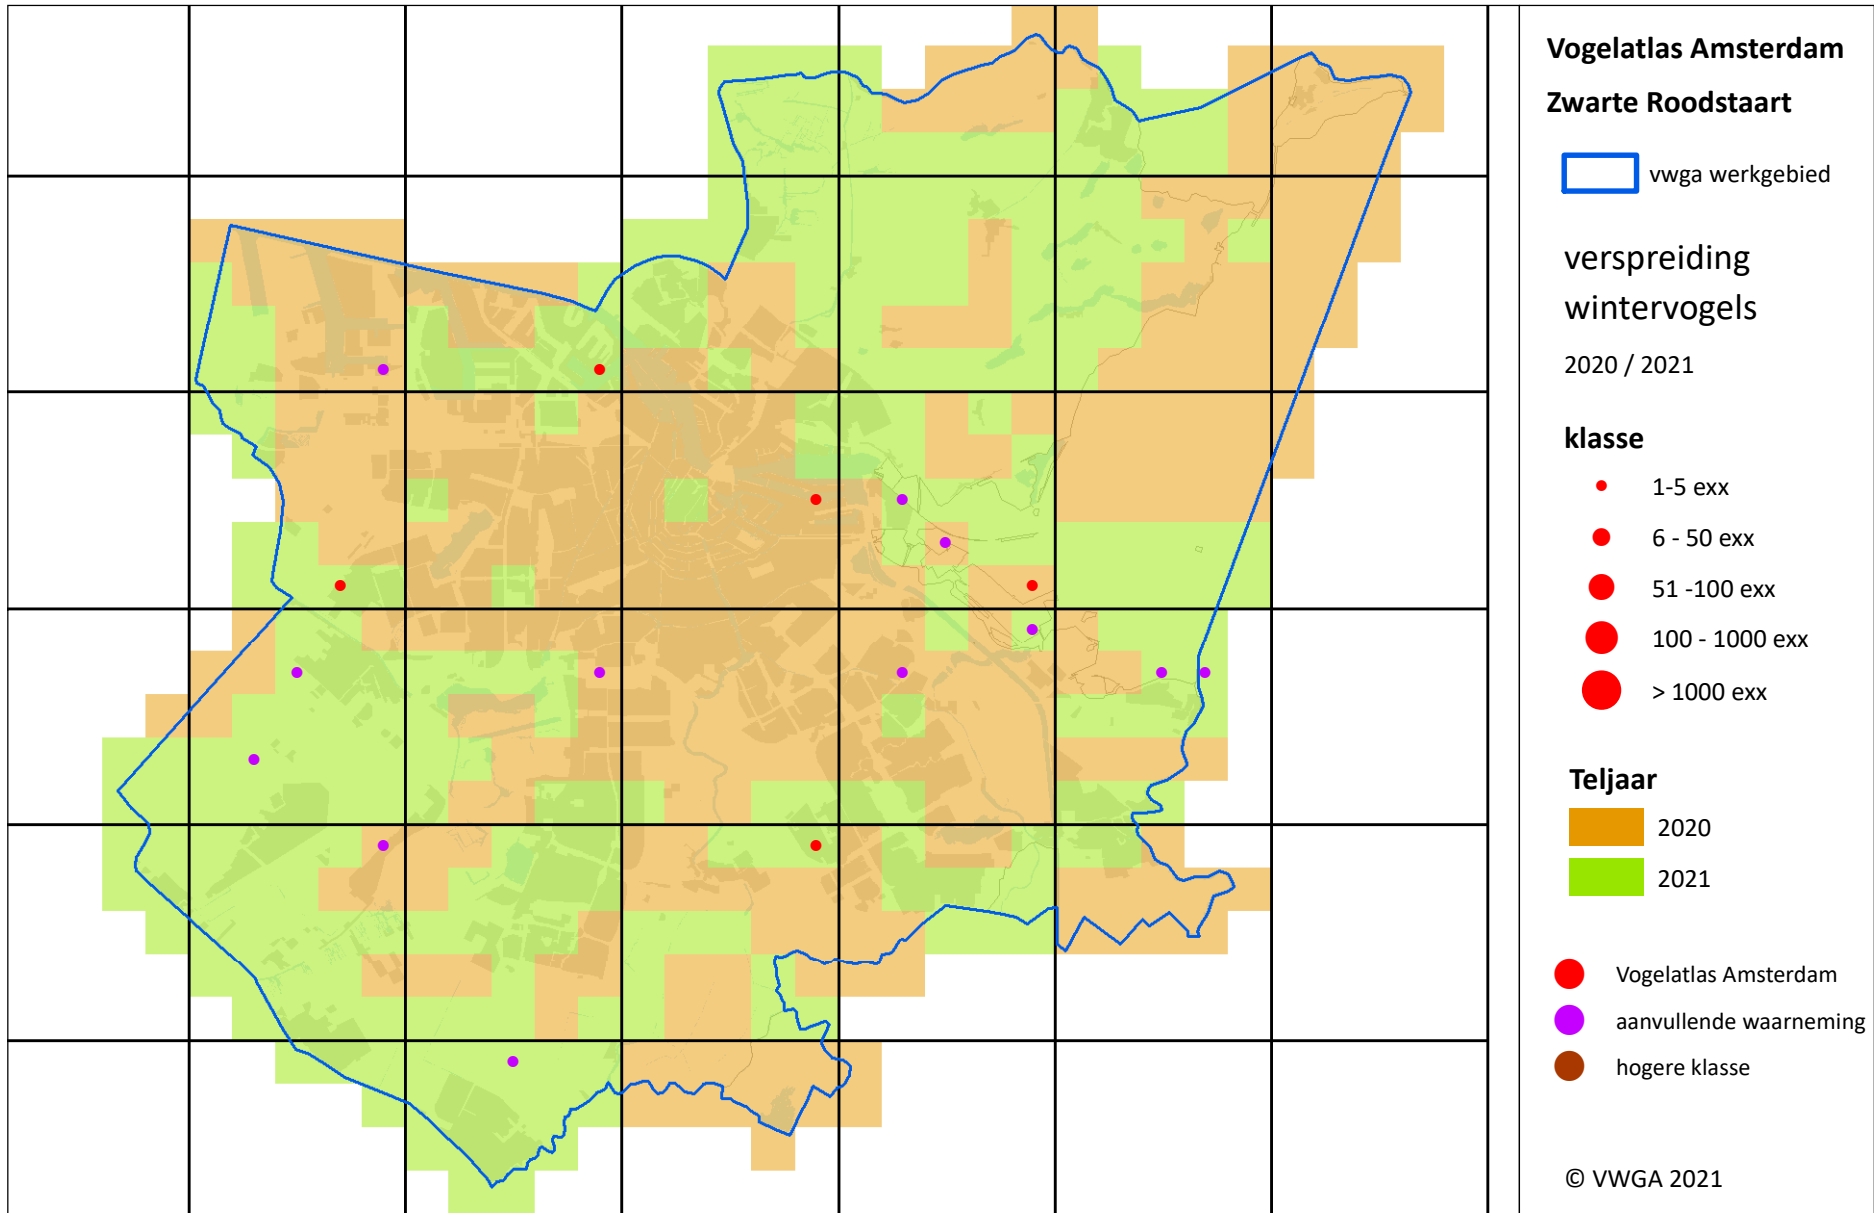 Vogelatlas Amsterdam
Zwarte Roodstaart
vwga werkgebied
verspreiding
wintervogels
2020 / 2021
klasse
1-5 exx
6 - 50 exx
51 -100 exx
100 - 1000 exx
> 1000 exx
Teljaar
2020
2021
Vogelatlas Amsterdam
aanvullende waarneming
hogere klasse
© VWGA 2021